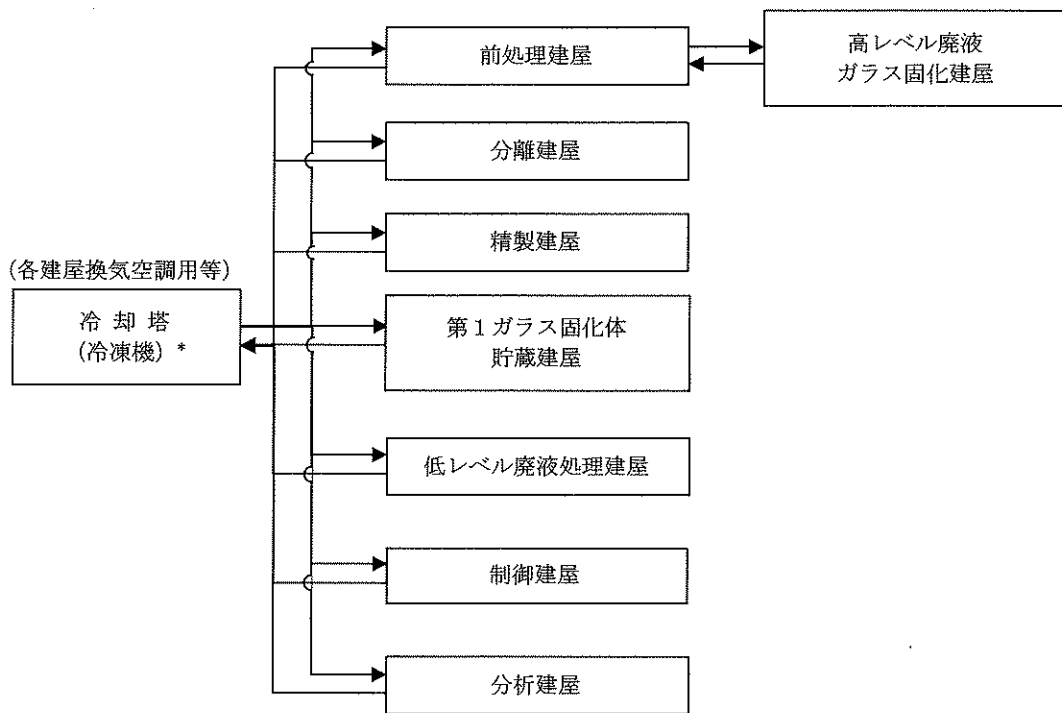 前処理建屋
高レベル廃液
ガラス固化建屋
分離建屋
精製建屋
(各建屋換気空調用等)
冷却塔
(冷凍機)*
第1ガラス固化体
貯蔵建屋
低レベル廃液処理建屋
制御建屋
分析建屋